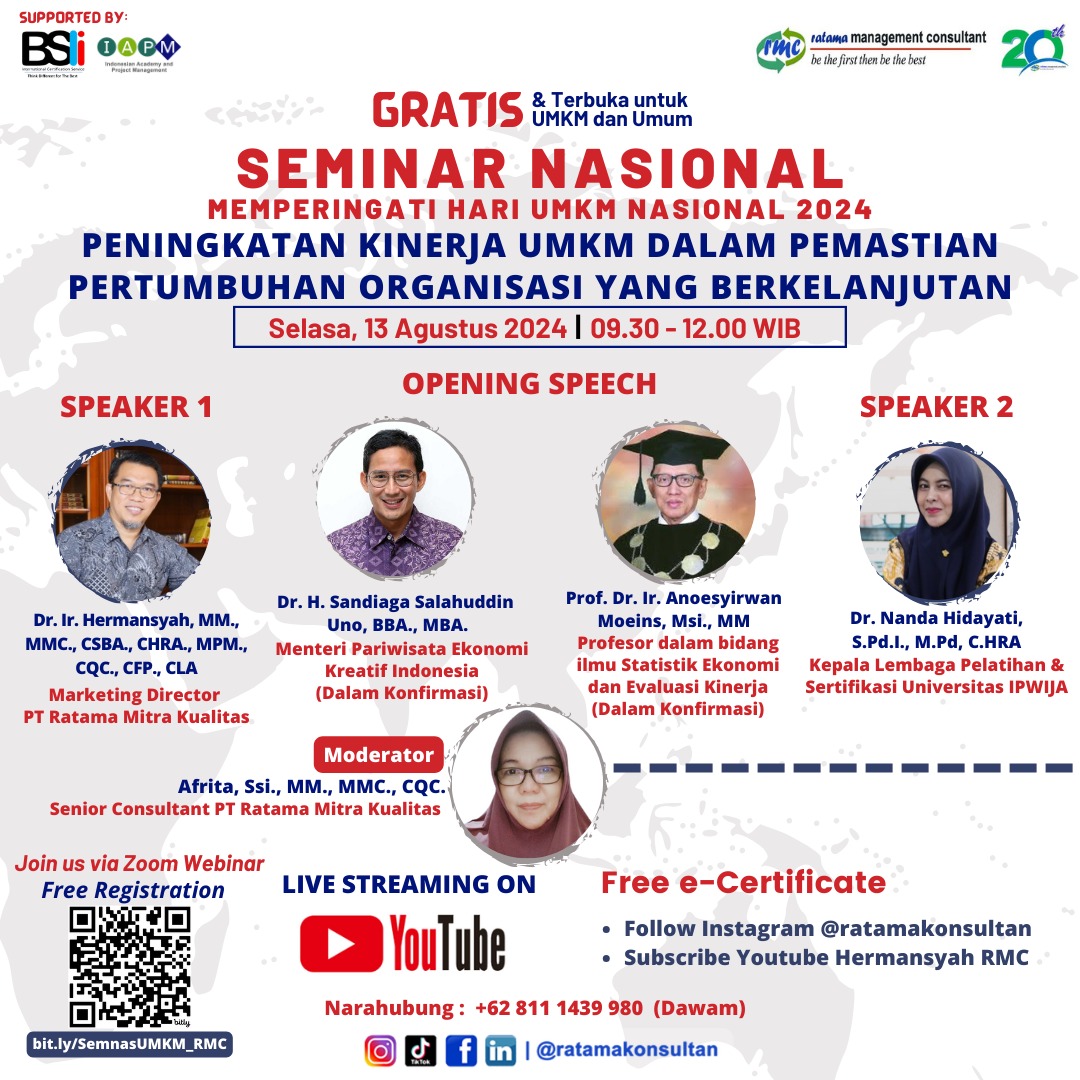 SUPPORTED BY:
BSIi
International Certification Service
Think Different for The Best
IAPM
Indonesian Academy and
Project Management
rmc
ratama management consultant
be the first then be the best
20th
GRATIS
& Terbuka untuk
UMKM dan Umum
SEMINAR NASIONAL
MEMPERINGATI HARI UMKM NASIONAL 2024
PENINGKATAN KINERJA UMKM DALAM PEMASTIAN
PERTUMBUHAN ORGANISASI YANG BERKELANJUTAN
Selasa, 13 Agustus 2024 | 09.30 - 12.00 WIB
OPENING SPEECH
SPEAKER 1
Dr. Ir. Hermansyah, MM.,
MMC., CSBA., CHRA., MPM.,
CQC., CFP., CLA
Marketing Director
PT Ratama Mitra Kualitas
Dr. H. Sandiaga Salahuddin
Uno, BBA., MBA.
Menteri Pariwisata Ekonomi
Kreatif Indonesia
(Dalam Konfirmasi)
Prof. Dr. Ir. Anoesyirwan
Moeins, Msi., MM
Profesor dalam bidang
ilmu Statistik Ekonomi
dan Evaluasi Kinerja
(Dalam Konfirmasi)
SPEAKER 2
Dr. Nanda Hidayati,
S.Pd.I., M.Pd, C.HRA
Kepala Lembaga Pelatihan &
Sertifikasi Universitas IPWIJA
Moderator
Afrita, Ssi., MM., MMC., CQC.
Senior Consultant PT Ratama Mitra Kualitas
Join us via Zoom Webinar
Free Registration
bitly
bit.ly/SemnasUMKM_RMC
LIVE STREAMING ON
YouTube
Free e-Certificate
• Follow Instagram @ratamakonsultan
• Subscribe Youtube Hermansyah RMC
Narahubung : +62 811 1439 980 (Dawam)
TikTok
| @ratamakonsultan